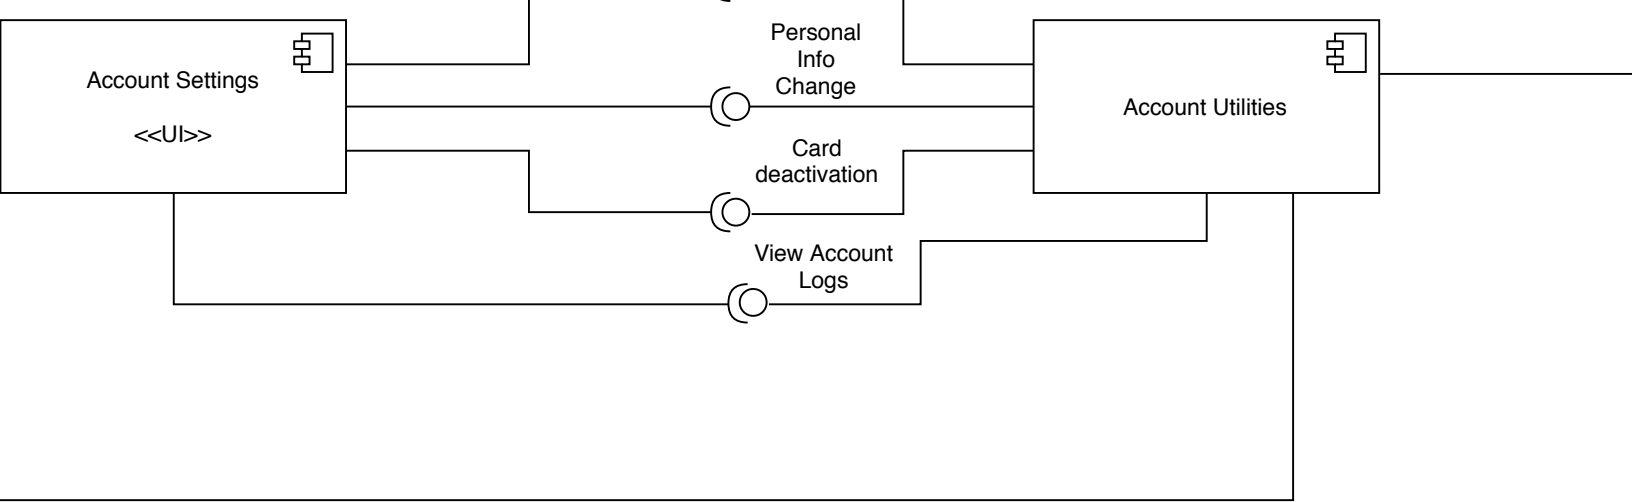 Account Settings
<<UI>>
Personal
Info
Change
Card
deactivation
View Account
Logs
Account Utilities